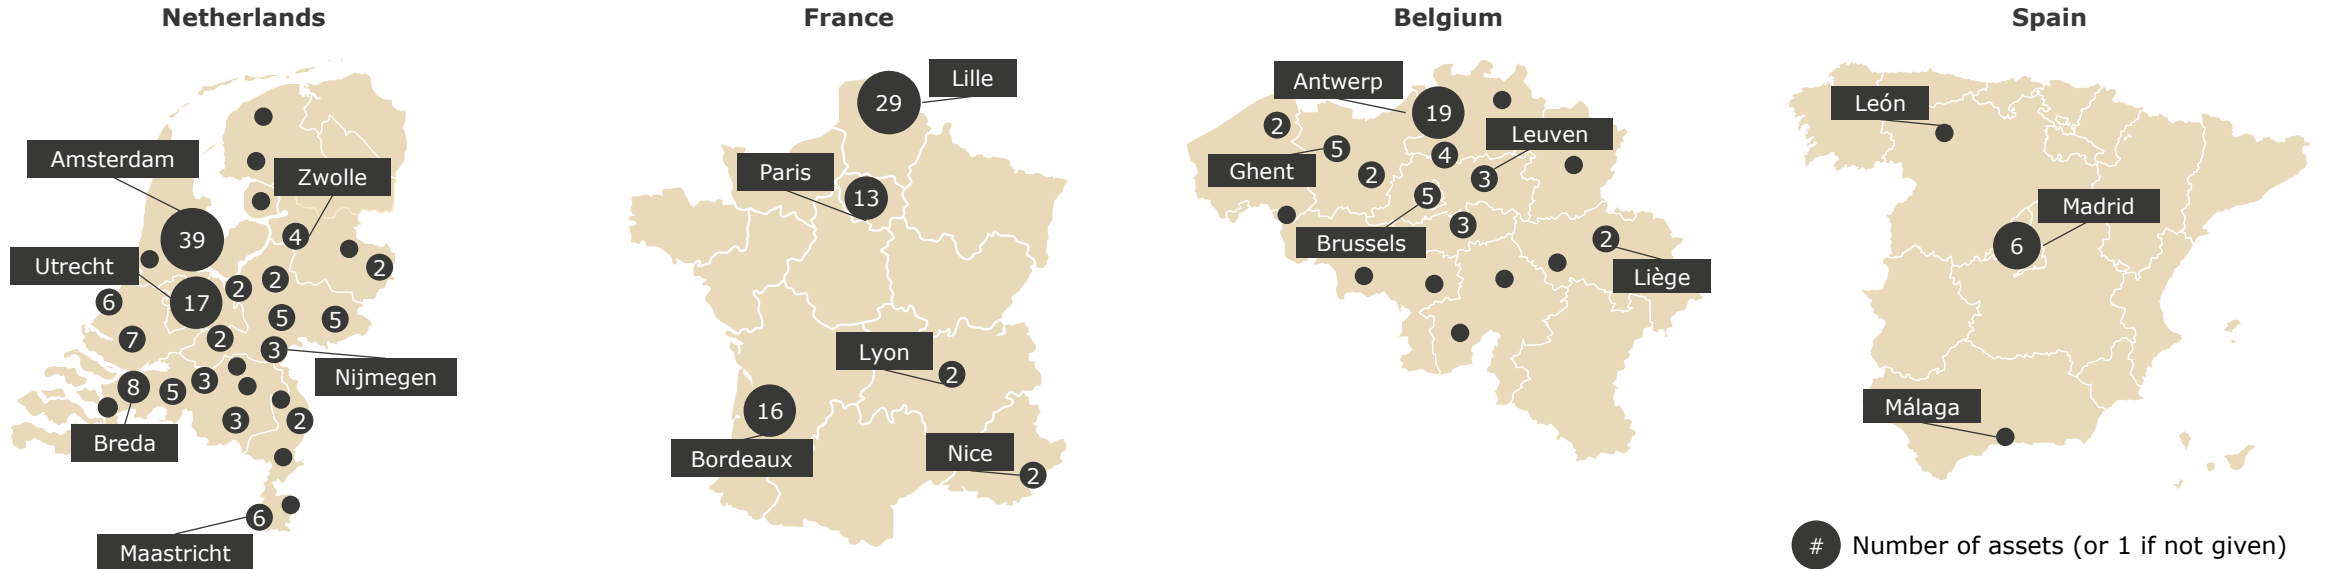 Netherlands
Amsterdam
Zwolle
39
4
Utrecht
2
2
2
6
17
5
5
7
2
3
Nijmegen
8
5
3
3
2
Breda
6
Maastricht
France
29
Lille
Paris
13
Lyon
2
16
Bordeaux
Nice
2
Belgium
Antwerp
19
2
Leuven
5
4
Ghent
2
3
5
3
Brussels
2
Liège
Spain
León
Madrid
6
Málaga
# Number of assets (or 1 if not given)